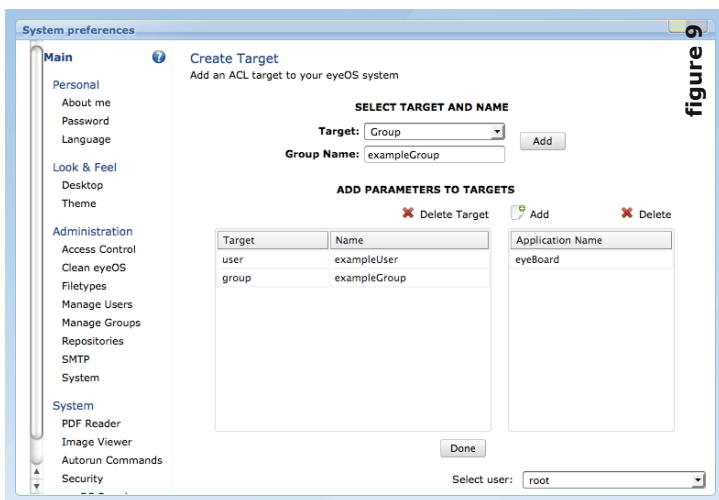 System preferences
figure 9
Main
Personal
About me
Password
Language
Look & Feel
Desktop
Theme
Administration
Access Control
Clean eyeOS
Filetypes
Manage Users
Manage Groups
Repositories
SMTP
System
System
PDF Reader
Image Viewer
Autorun Commands
Security
Create Target
Add an ACL target to your eyeOS system
SELECT TARGET AND NAME
Target: Group
Add
Group Name: exampleGroup
ADD PARAMETERS TO TARGETS
Delete Target Add Delete
Target Name Application Name
user exampleUser eyeBoard
group exampleGroup
Done
Select user: root